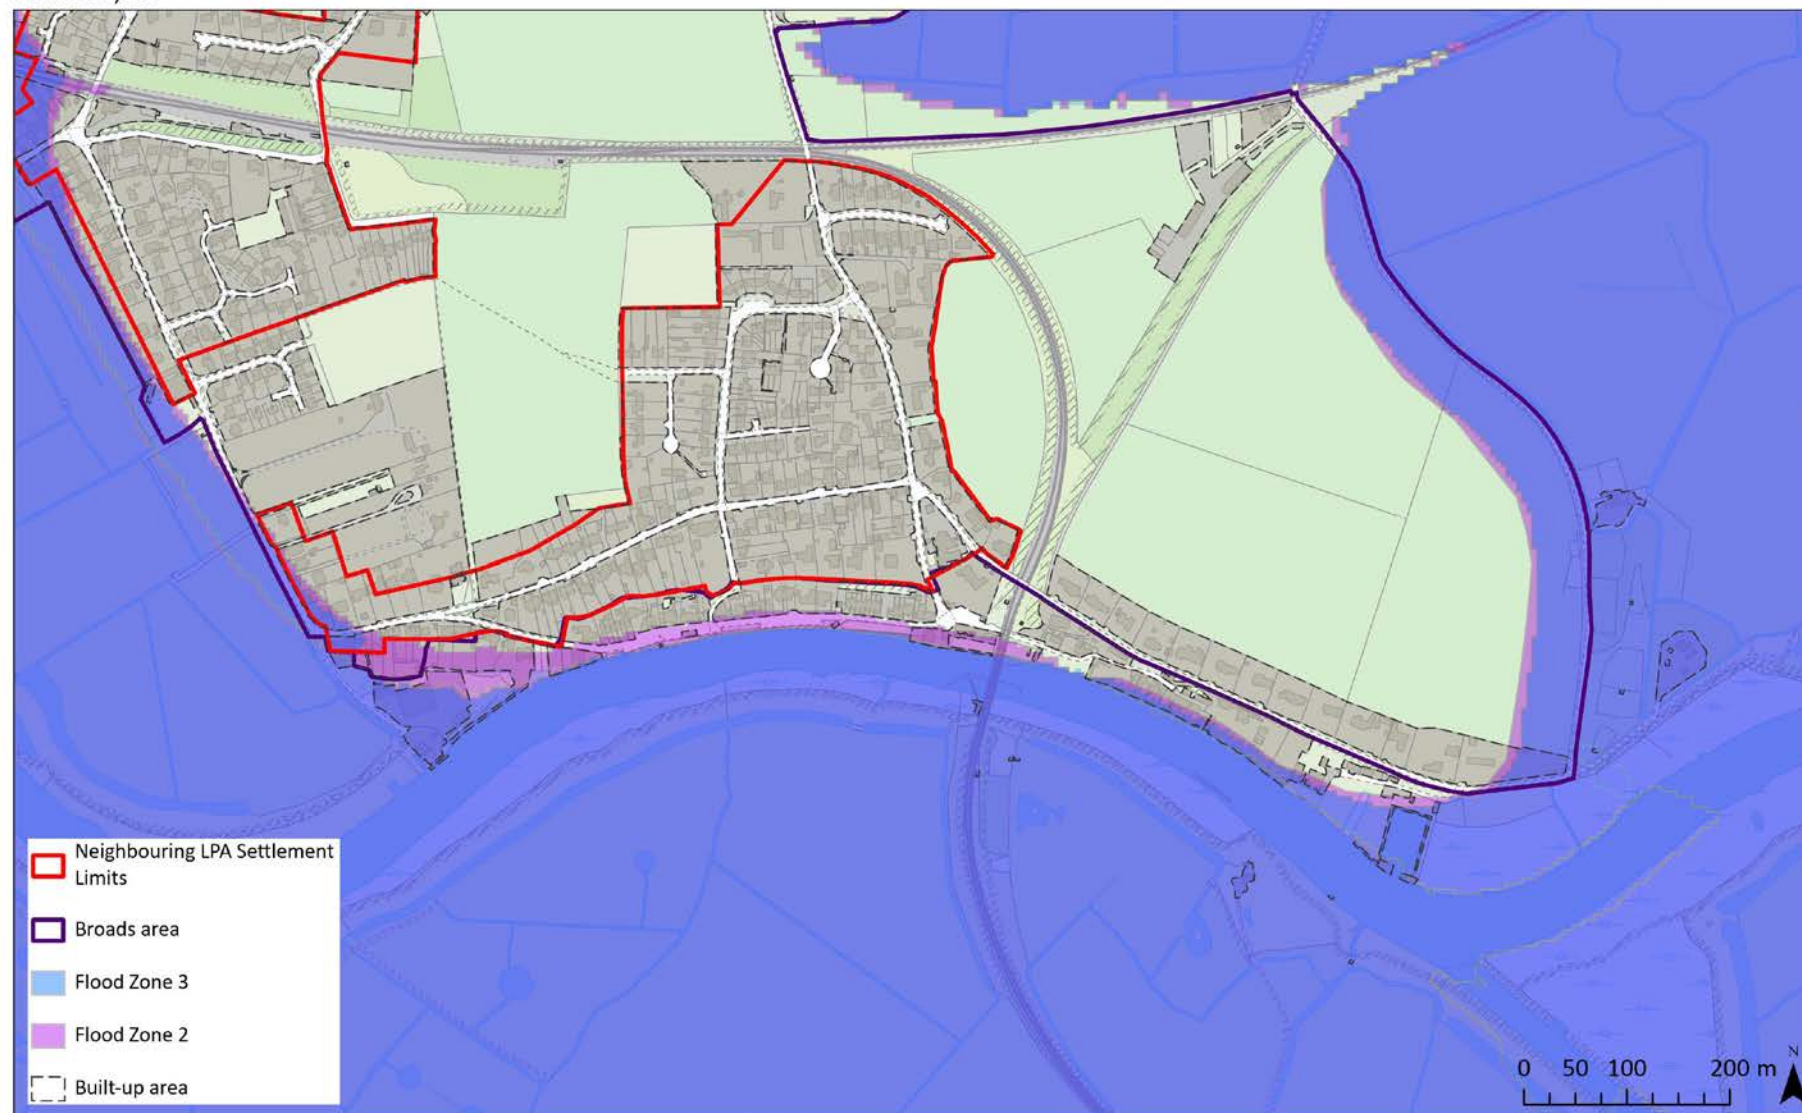 Neighbouring LPA Settlement
Limits
Broads area
Flood Zone 3
Flood Zone 2
Built-up area
0 50 100 200 m
N